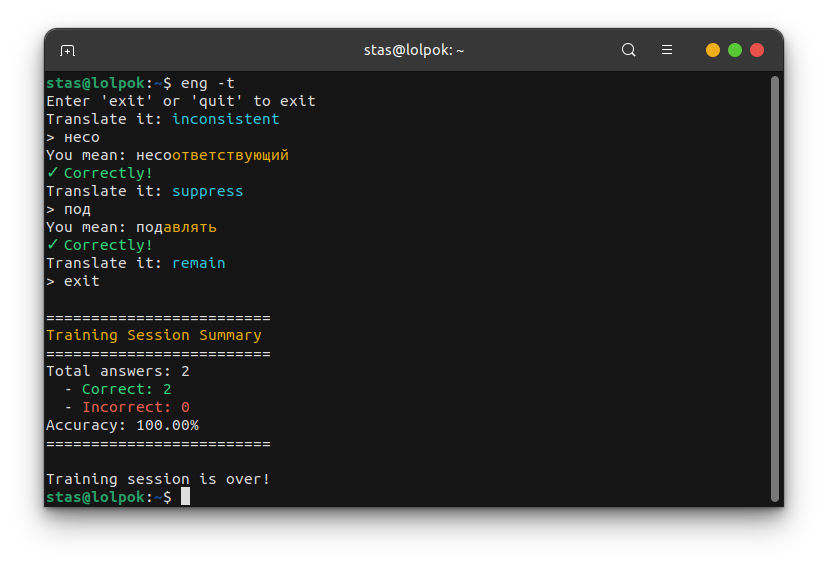 stas@lolpok: ~
stas@lolpok:~$ eng -t
Enter 'exit' or 'quit' to exit
Translate it: inconsistent
> несо
You mean: несоответствующий
✓ Correctly!
Translate it: suppress
> под
You mean: подавлять
✓ Correctly!
Translate it: remain
> exit
=========================
Training Session Summary
=========================
Total answers: 2
  - Correct: 2
  - Incorrect: 0
Accuracy: 100.00%
=========================
Training session is over!
stas@lolpok:~$